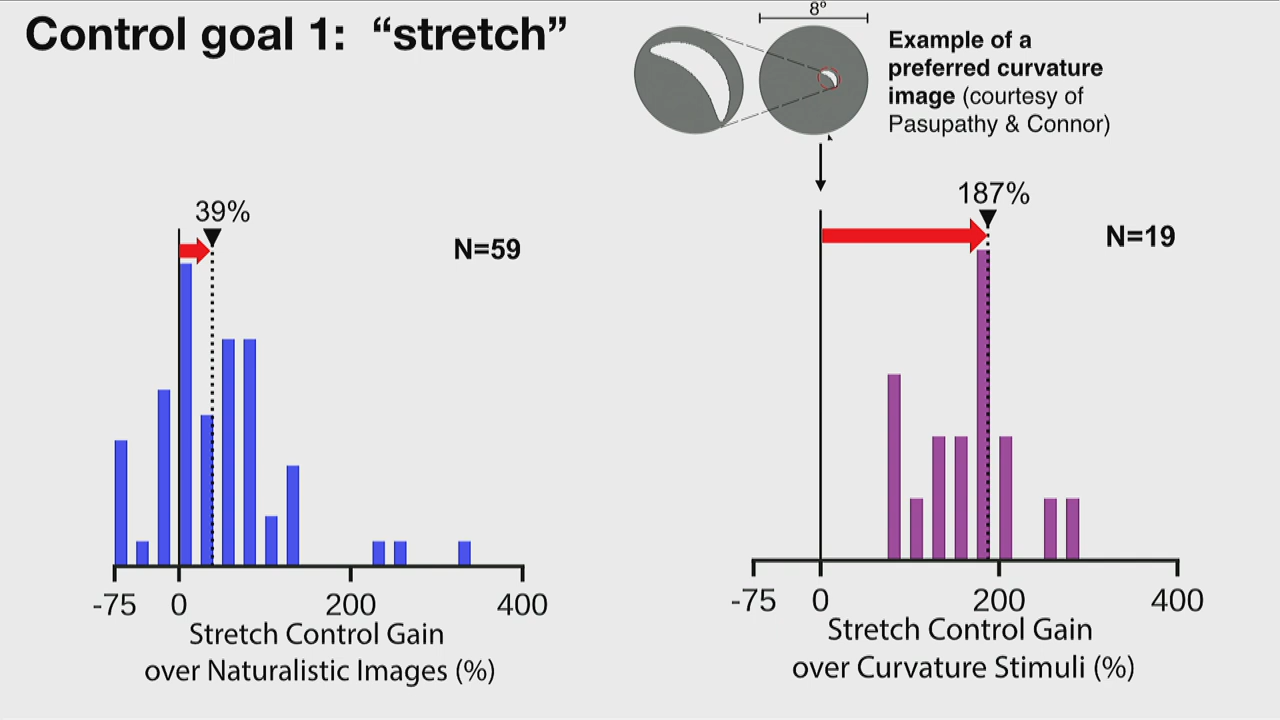 Control goal 1:  “stretch”
8°
Example of a
preferred curvature
image (courtesy of
Pasupathy & Connor)
39%
N=59
-75 0 200 400
Stretch Control Gain
over Naturalistic Images (%)
187%
N=19
-75 0 200 400
Stretch Control Gain
over Curvature Stimuli (%)